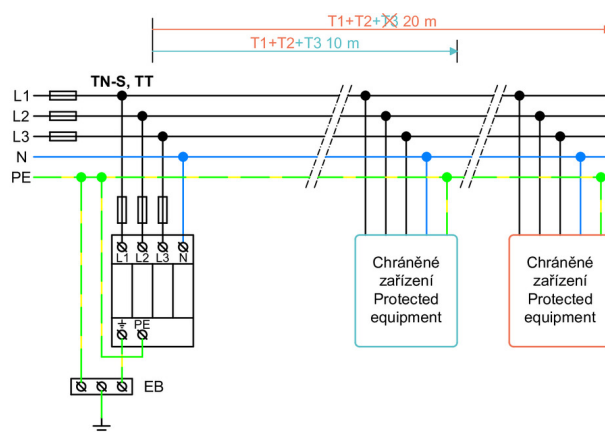 T1+T2+T3 20 m
T1+T2+T3 10 m
TN-S, TT
L1
L2
L3
N
PE
L1 L2 L3 N
PE
EB
Chráněné
zařízení
Protected
equipment
Chráněné
zařízení
Protected
equipment